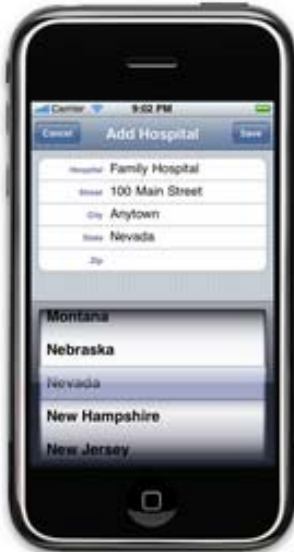 Carrier 9:02 PM
Cancel Add Hospital Save
Hospital Family Hospital
Street 100 Main Street
City Anytown
State Nevada
Zip
Montana
Nebraska
Nevada
New Hampshire
New Jersey